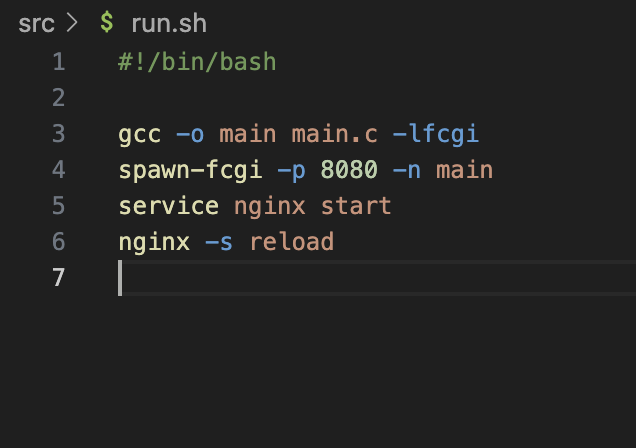 src > $ run.sh
1 #!/bin/bash
2
3 gcc -o main main.c -lfcgi
4 spawn-fcgi -p 8080 -n main
5 service nginx start
6 nginx -s reload
7